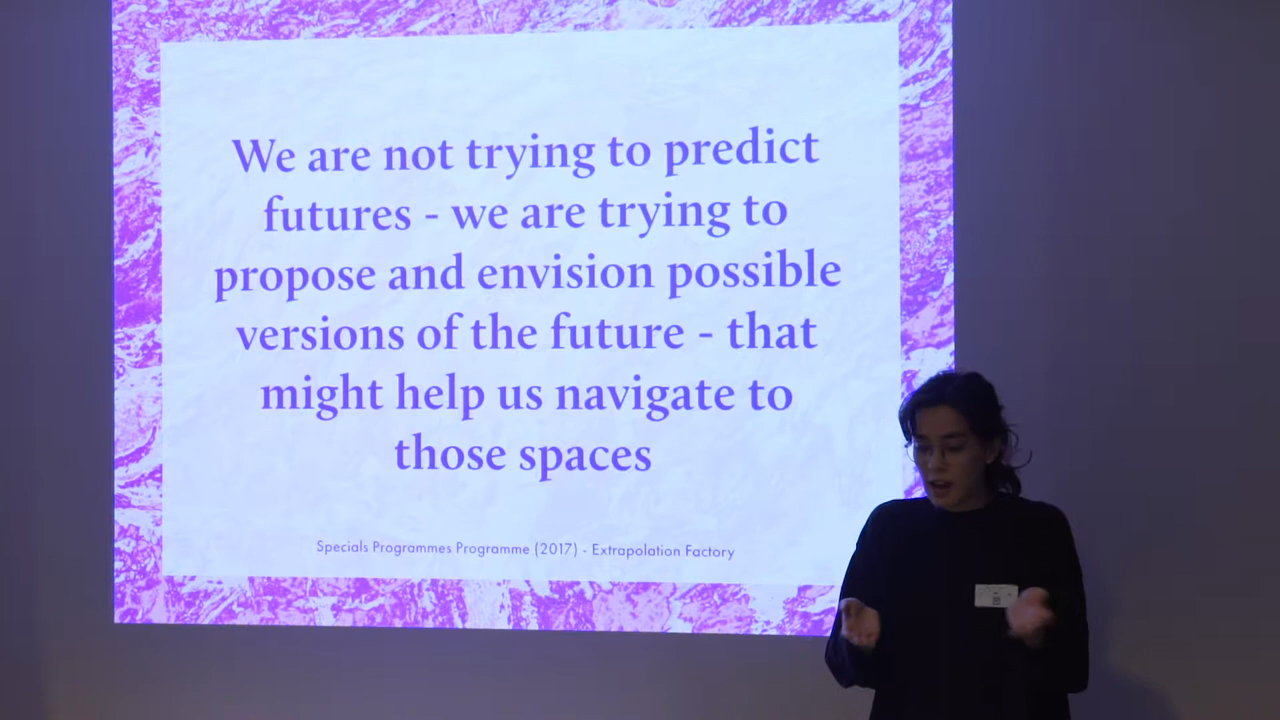 We are not trying to predict
futures - we are trying to
propose and envision possible
versions of the future - that
might help us navigate to
those spaces
Specials Programmes Programme (2017) - Extrapolation Factory